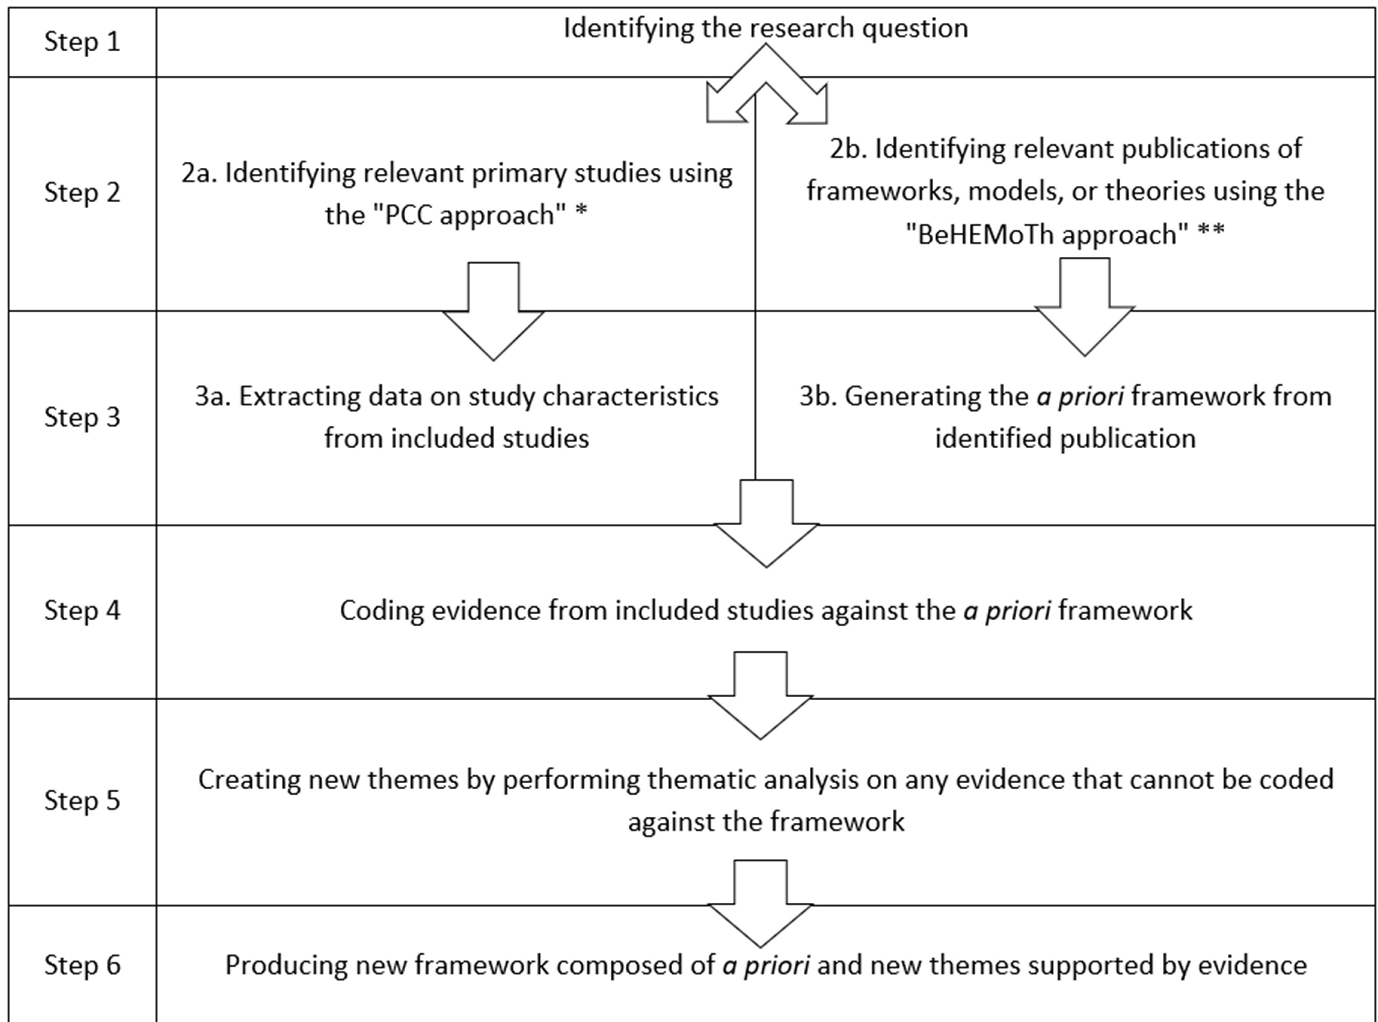 Step 1
Identifying the research question
Step 2
2a. Identifying relevant primary studies using
the "PCC approach" *
2b. Identifying relevant publications of
frameworks, models, or theories using the
"BeHEMoTh approach" **
Step 3
3a. Extracting data on study characteristics
from included studies
3b. Generating the a priori framework from
identified publication
Step 4
Coding evidence from included studies against the a priori framework
Step 5
Creating new themes by performing thematic analysis on any evidence that cannot be coded
against the framework
Step 6
Producing new framework composed of a priori and new themes supported by evidence